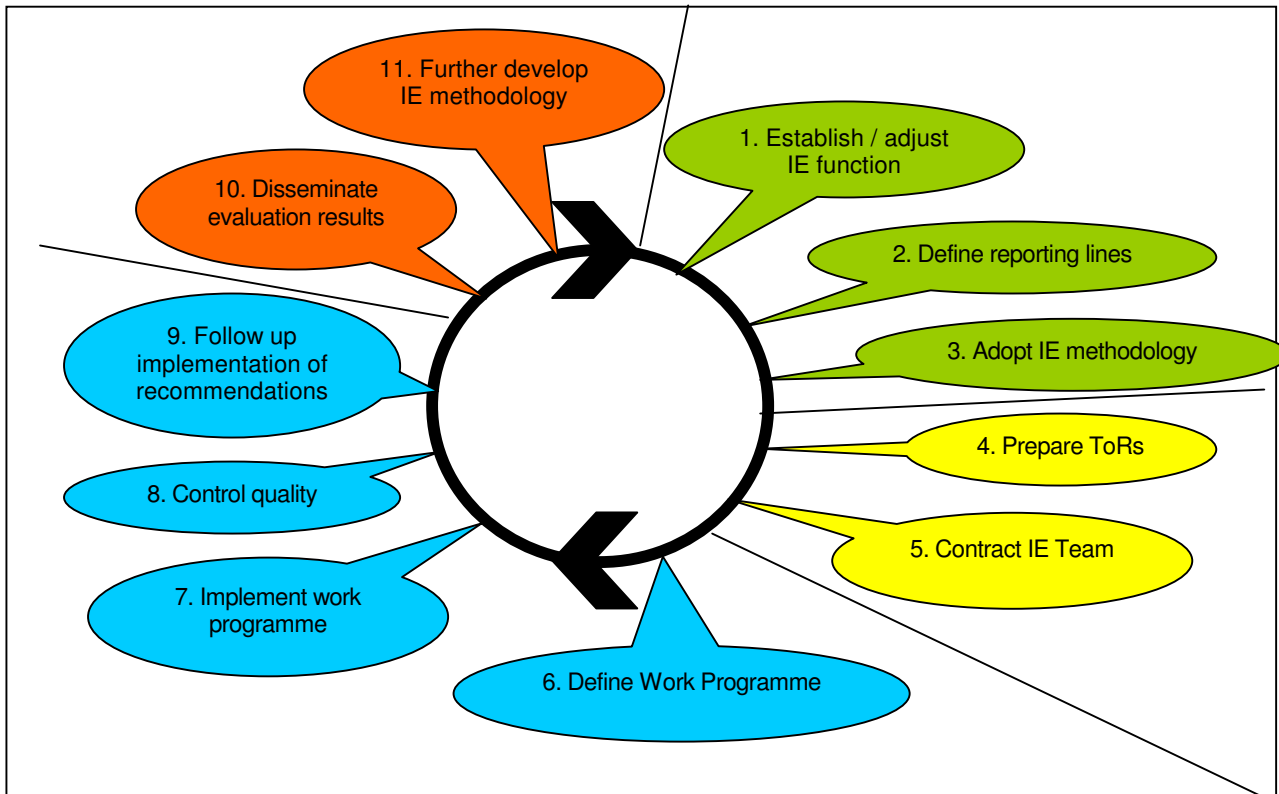 11. Further develop
IE methodology
1. Establish / adjust
IE function
10. Disseminate
evaluation results
2. Define reporting lines
9. Follow up
implementation of
recommendations
3. Adopt IE methodology
4. Prepare ToRs
8. Control quality
5. Contract IE Team
7. Implement work
programme
6. Define Work Programme